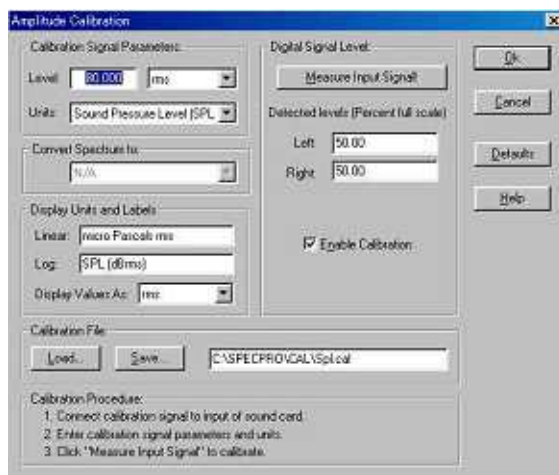 Amplitude Calibration
Calibration Signal Parameters:
Level: 80.000 rms
Units: Sound Pressure Level (SPL
Convert Spectrum to:
N/A
Display Units and Labels
Linear: micro Pascals rms
Log: SPL (dBrms)
Display Values As: rms
Digital Signal Level:
Measure Input Signal!
Detected levels (Percent full scale)
Left 50.00
Right 50.00
Enable Calibration
Ok
Cancel
Defaults
Help
Calibration File
Load... Save... C:\SPECPRO\CAL\Spl.cal
Calibration Procedure:
1. Connect calibration signal to input of sound card.
2. Enter calibration signal parameters and units.
3. Click "Measure Input Signal" to calibrate.